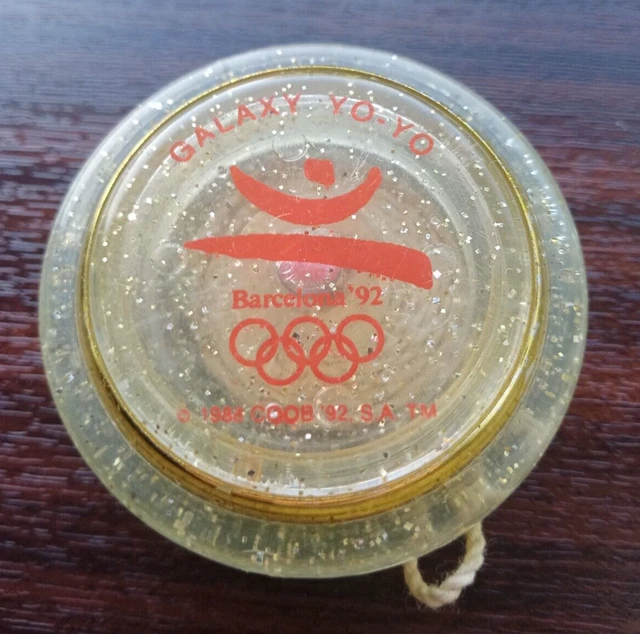 GALAXY YO-YO
Barcelona '92
© 1988 COOB '92, S.A. TM